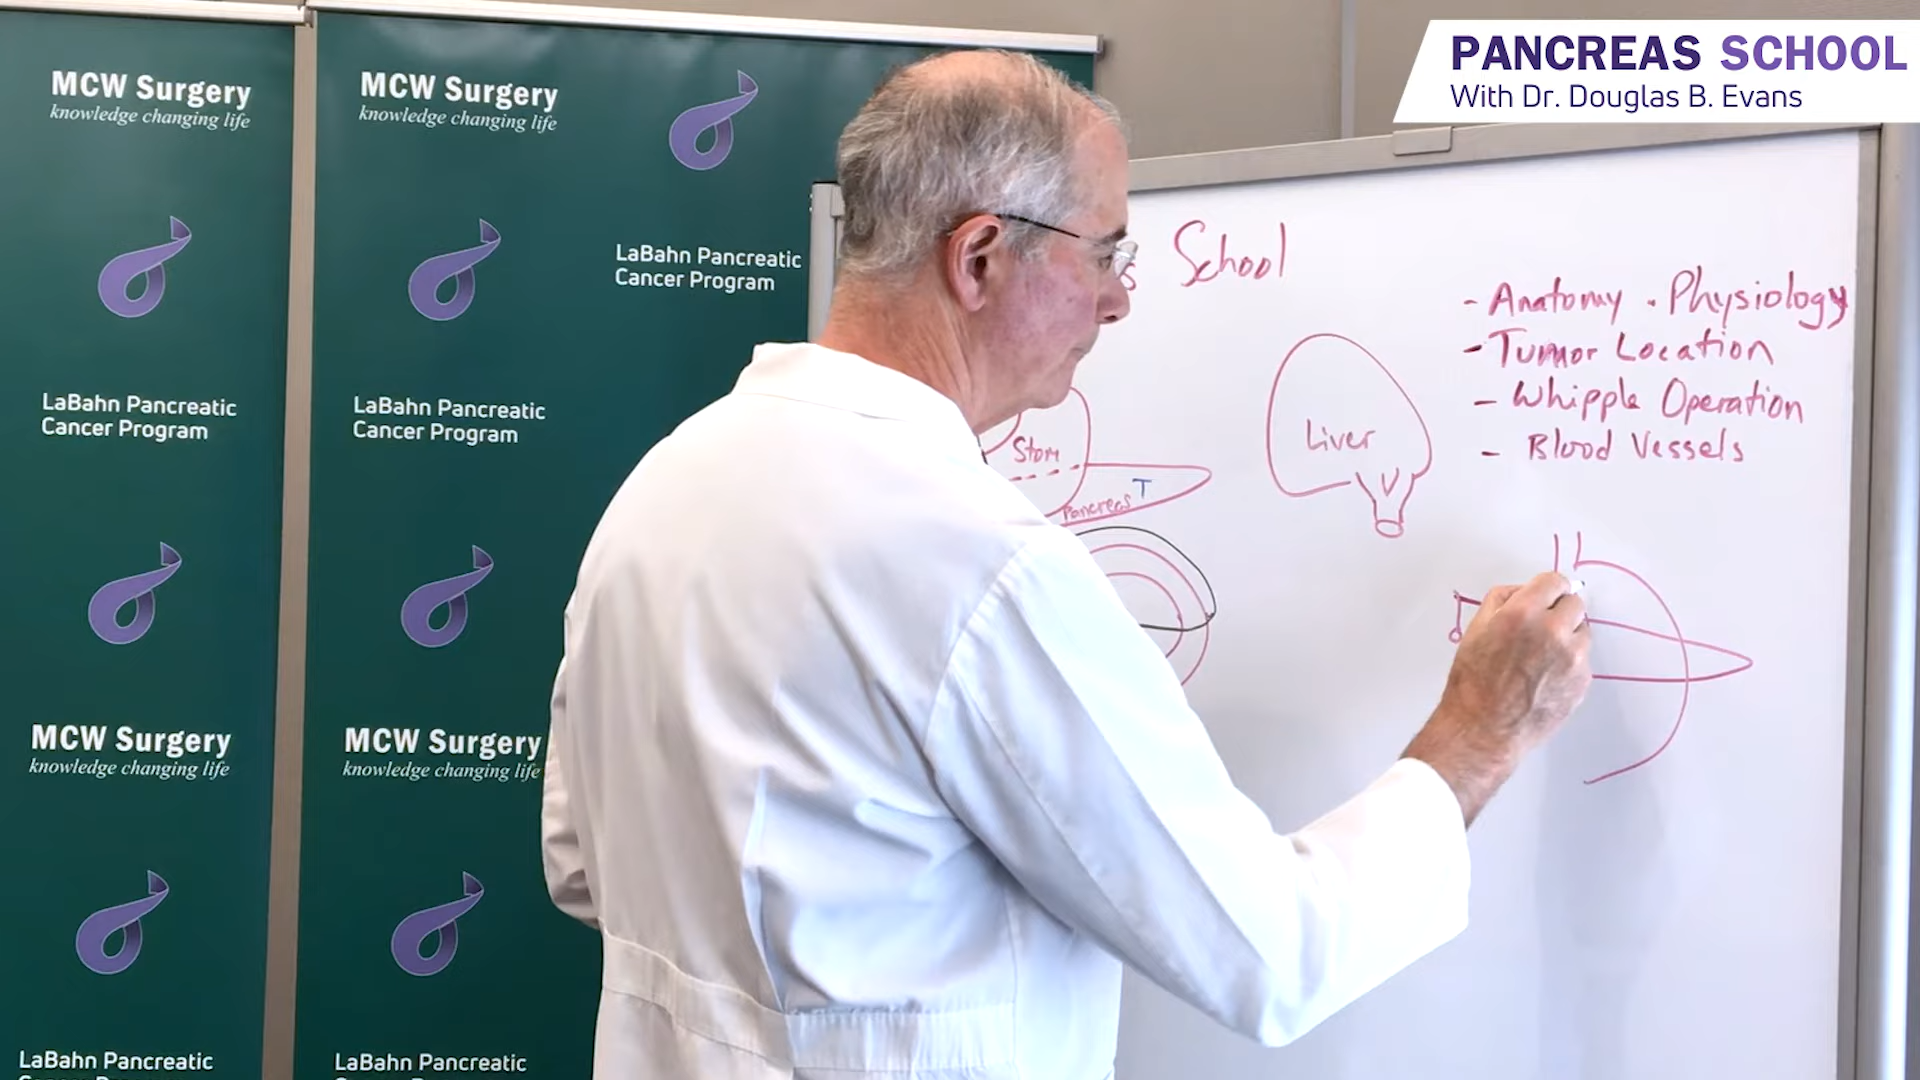 PANCREAS SCHOOL
With Dr. Douglas B. Evans
MCW Surgery
knowledge changing life
MCW Surgery
knowledge changing life
LaBahn Pancreatic
Cancer Program
LaBahn Pancreatic
Cancer Program
LaBahn Pancreatic
Cancer Program
MCW Surgery
knowledge changing life
MCW Surgery
knowledge changing life
LaBahn Pancreatic
LaBahn Pancreatic
School
- Anatomy . Physiology
- Tumor Location
- Whipple Operation
- Blood Vessels
Stom
Pancreas
T
Liver